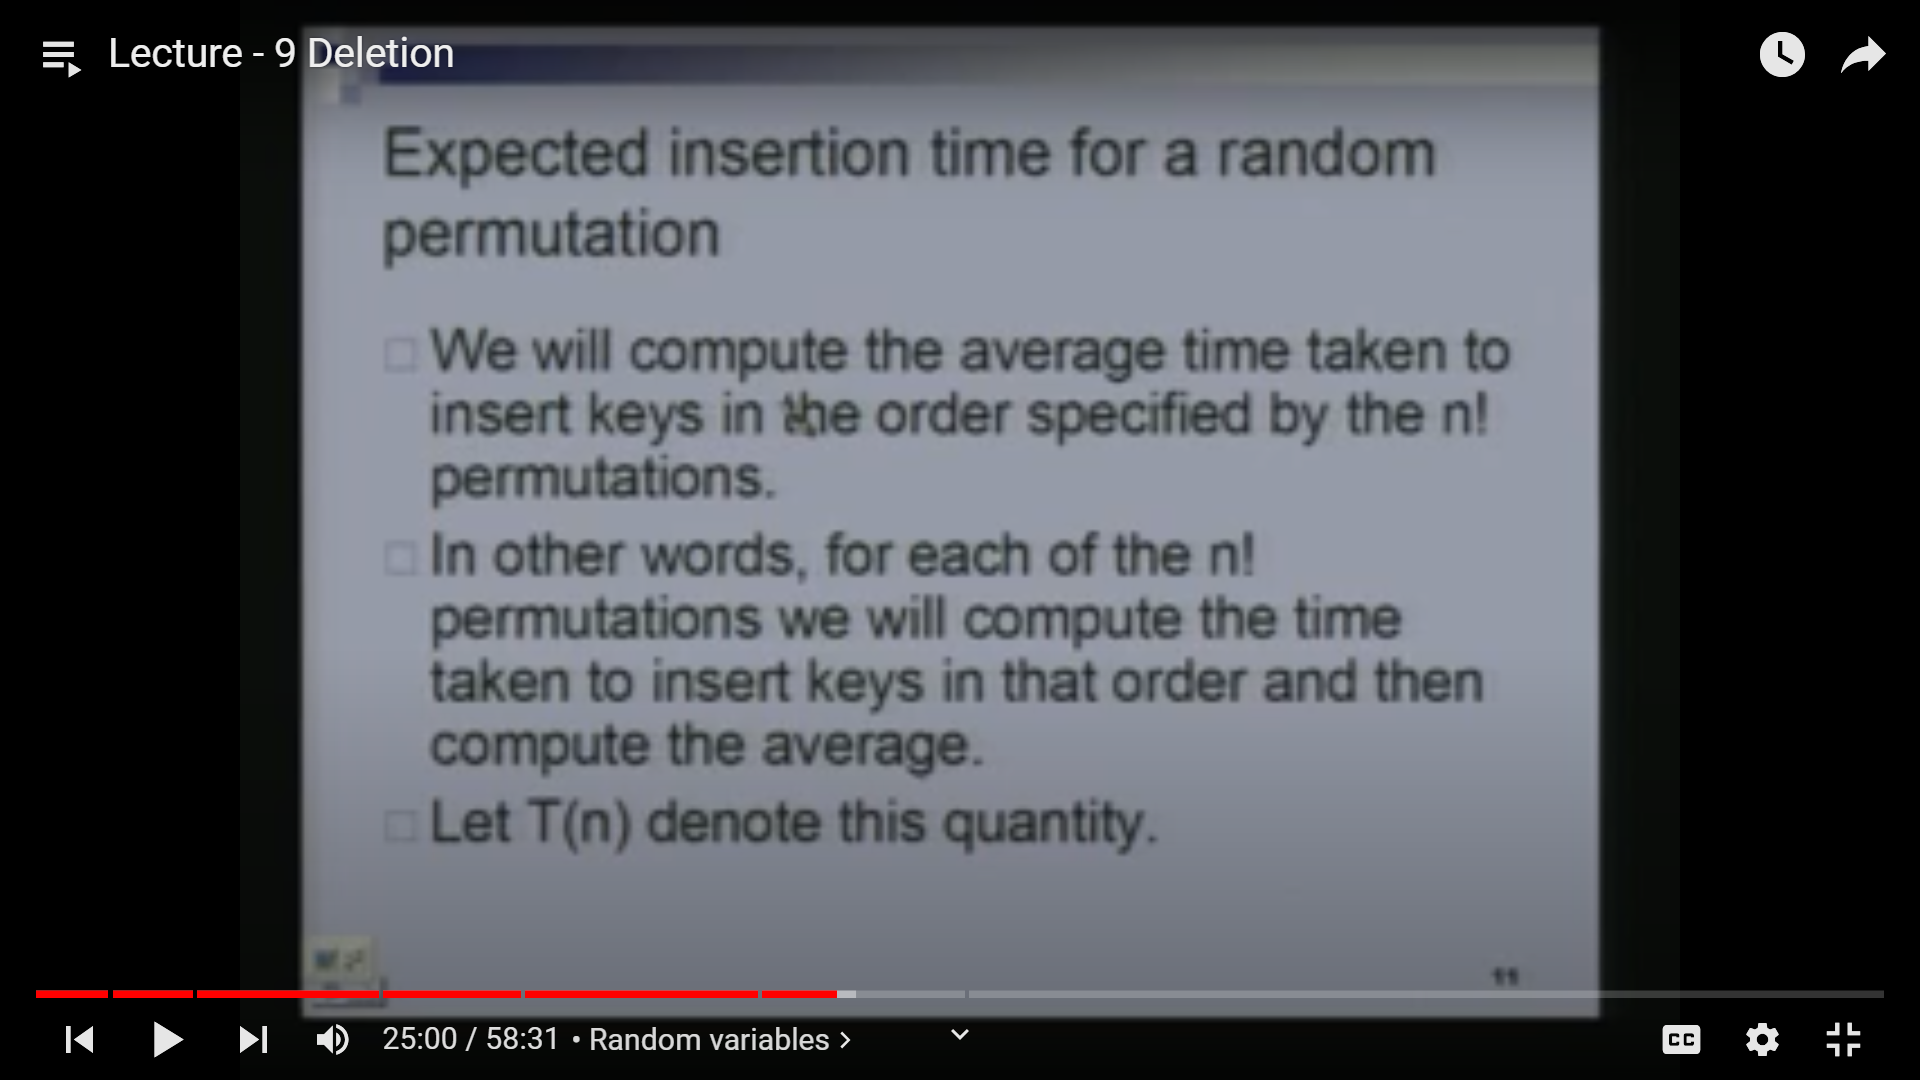 Lecture - 9 Deletion
Expected insertion time for a random
permutation
We will compute the average time taken to
insert keys in the order specified by the n!
permutations.
In other words, for each of the n!
permutations we will compute the time
taken to insert keys in that order and then
compute the average.
Let T(n) denote this quantity.
11
25:00 / 58:31 • Random variables ›
CC